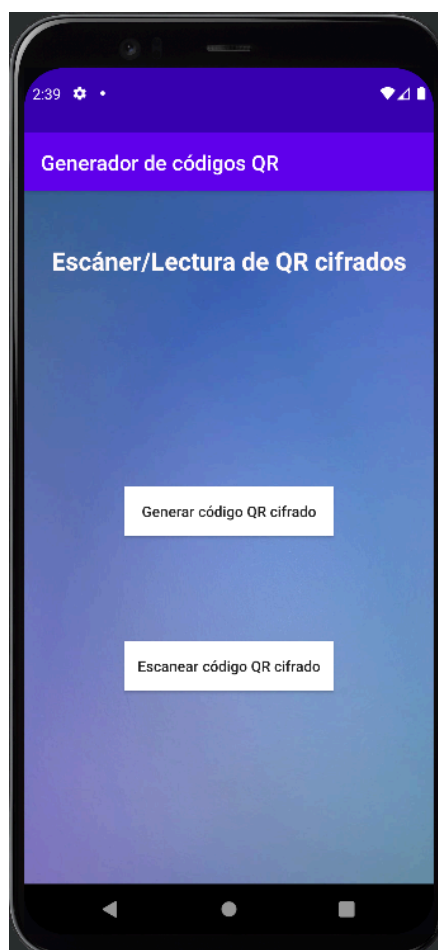 2:39
Generador de códigos QR
Escáner/Lectura de QR cifrados
Generar código QR cifrado
Escanear código QR cifrado